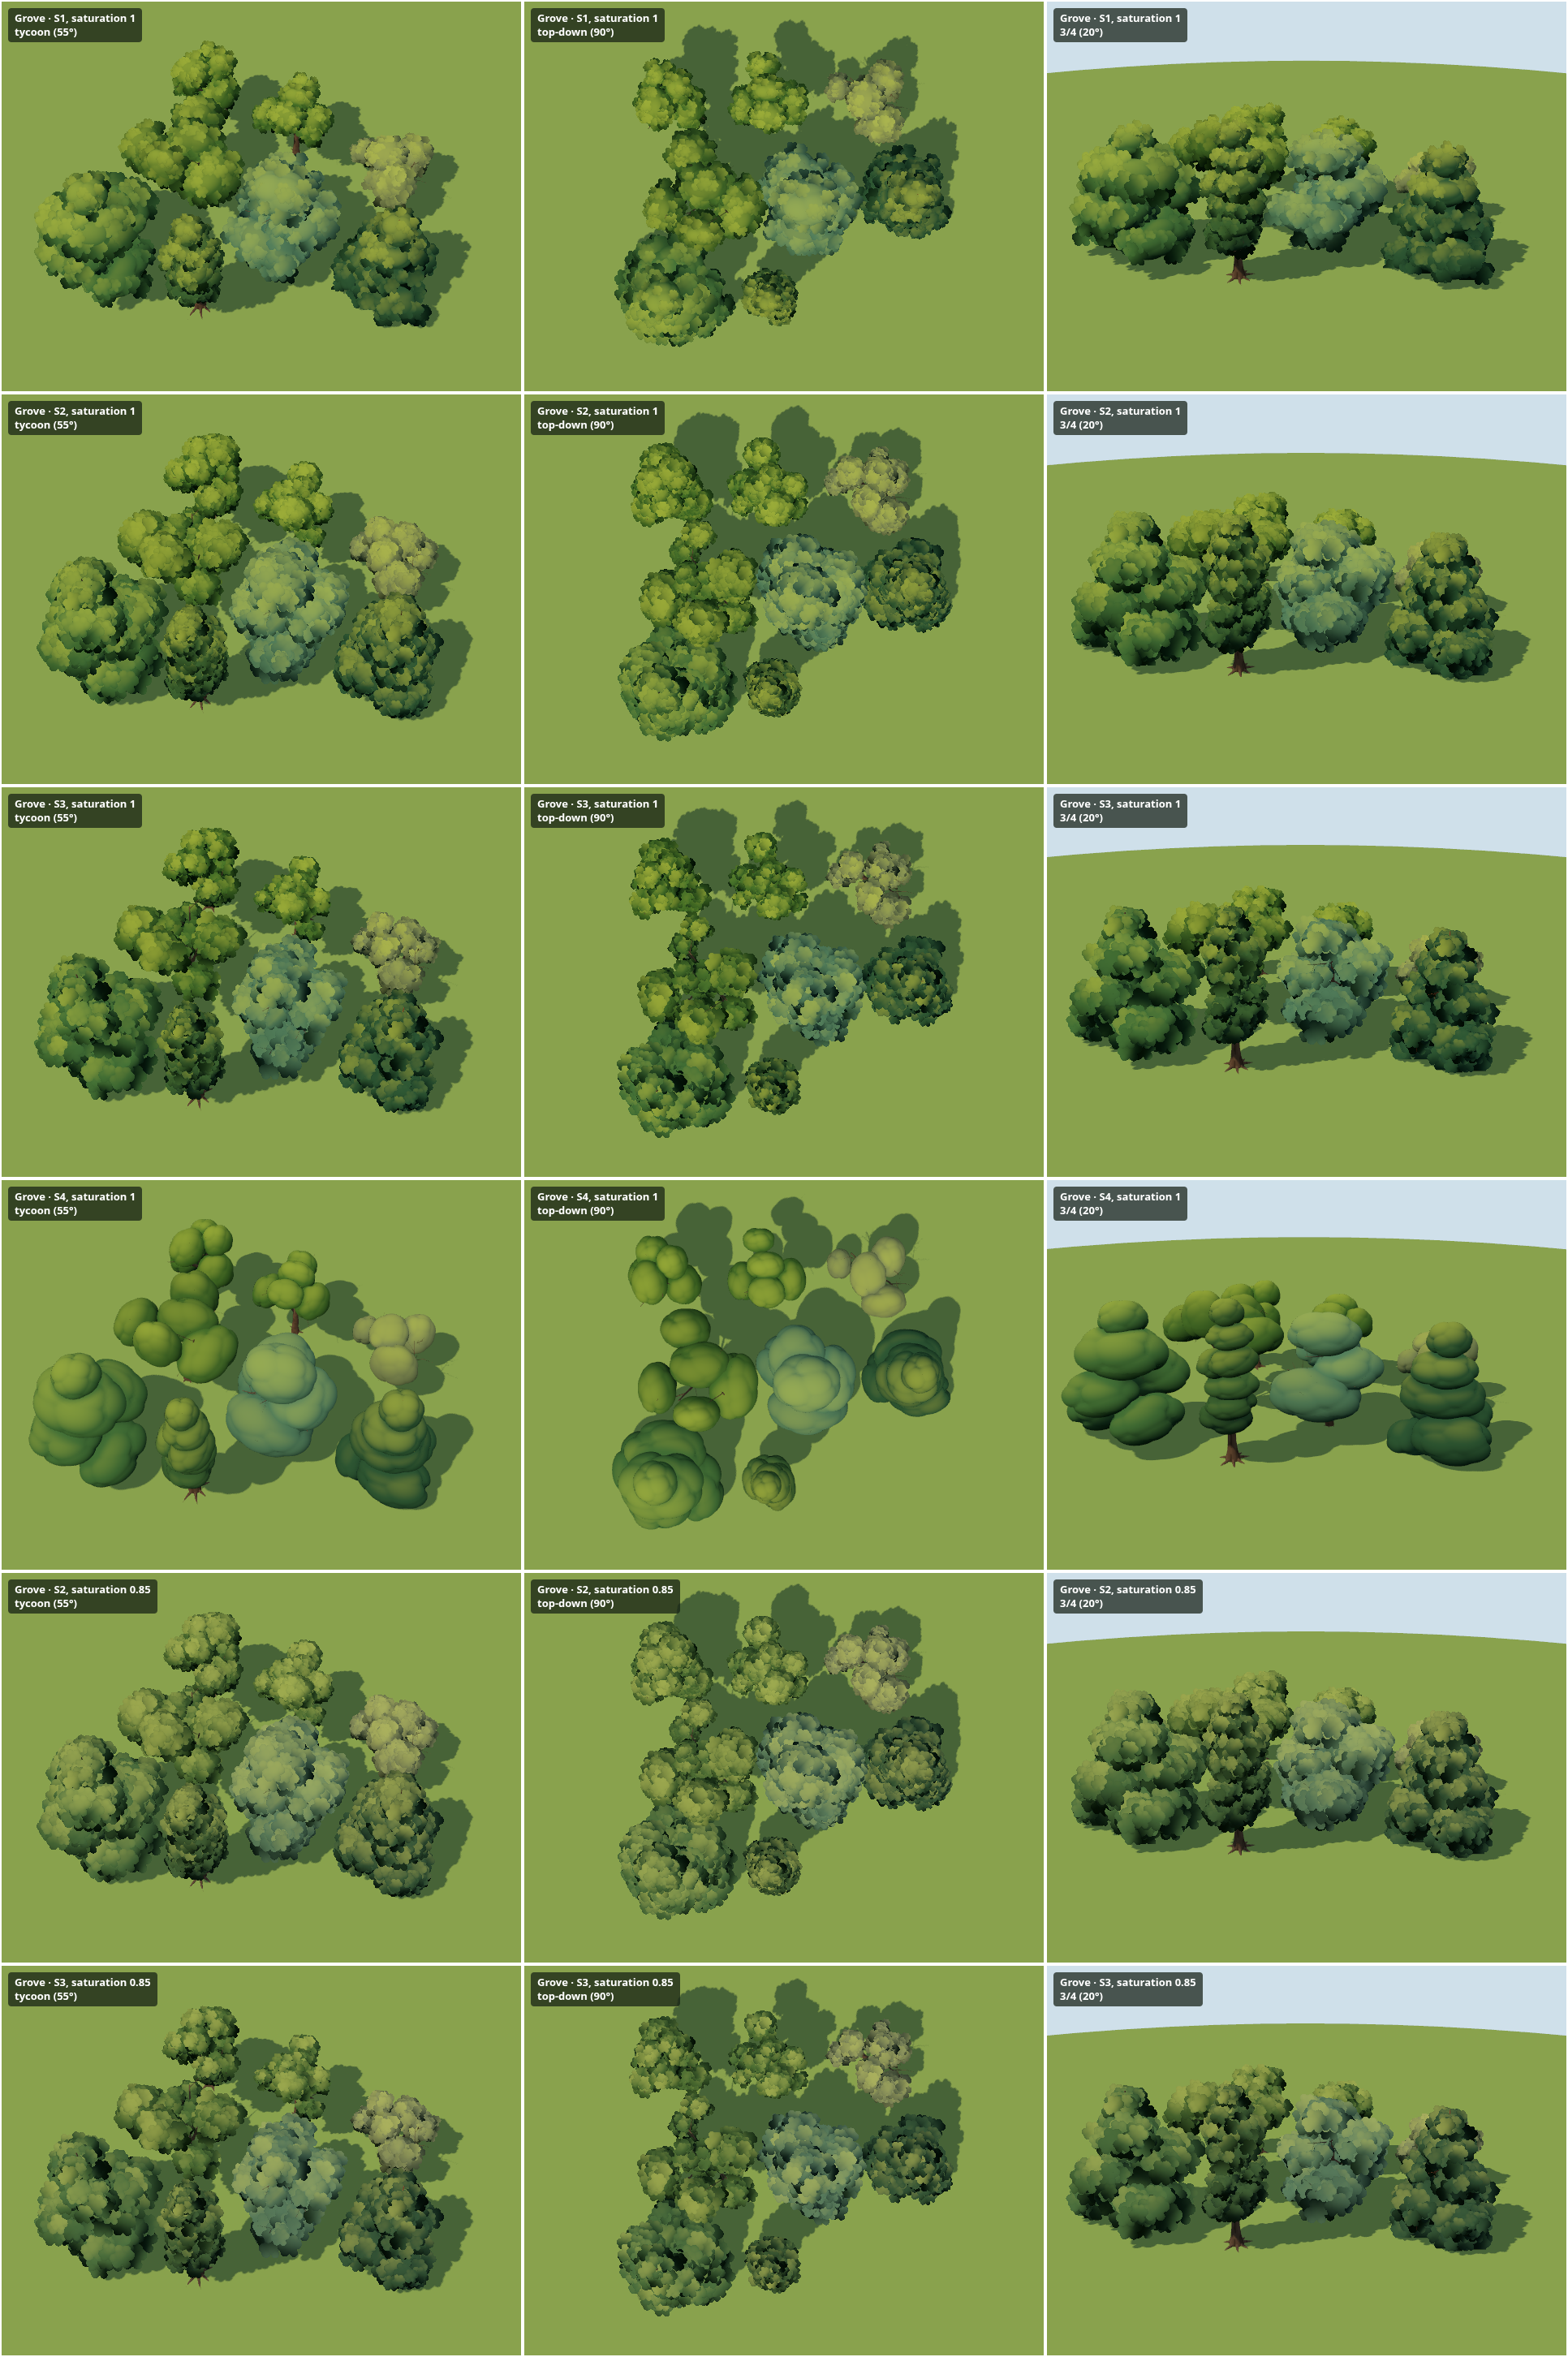 Grove · S1, saturation 1
tycoon (55°)
Grove · S1, saturation 1
top-down (90°)
Grove · S1, saturation 1
3/4 (20°)
Grove · S2, saturation 1
tycoon (55°)
Grove · S2, saturation 1
top-down (90°)
Grove · S2, saturation 1
3/4 (20°)
Grove · S3, saturation 1
tycoon (55°)
Grove · S3, saturation 1
top-down (90°)
Grove · S3, saturation 1
3/4 (20°)
Grove · S4, saturation 1
tycoon (55°)
Grove · S4, saturation 1
top-down (90°)
Grove · S4, saturation 1
3/4 (20°)
Grove · S2, saturation 0.85
tycoon (55°)
Grove · S2, saturation 0.85
top-down (90°)
Grove · S2, saturation 0.85
3/4 (20°)
Grove · S3, saturation 0.85
tycoon (55°)
Grove · S3, saturation 0.85
top-down (90°)
Grove · S3, saturation 0.85
3/4 (20°)